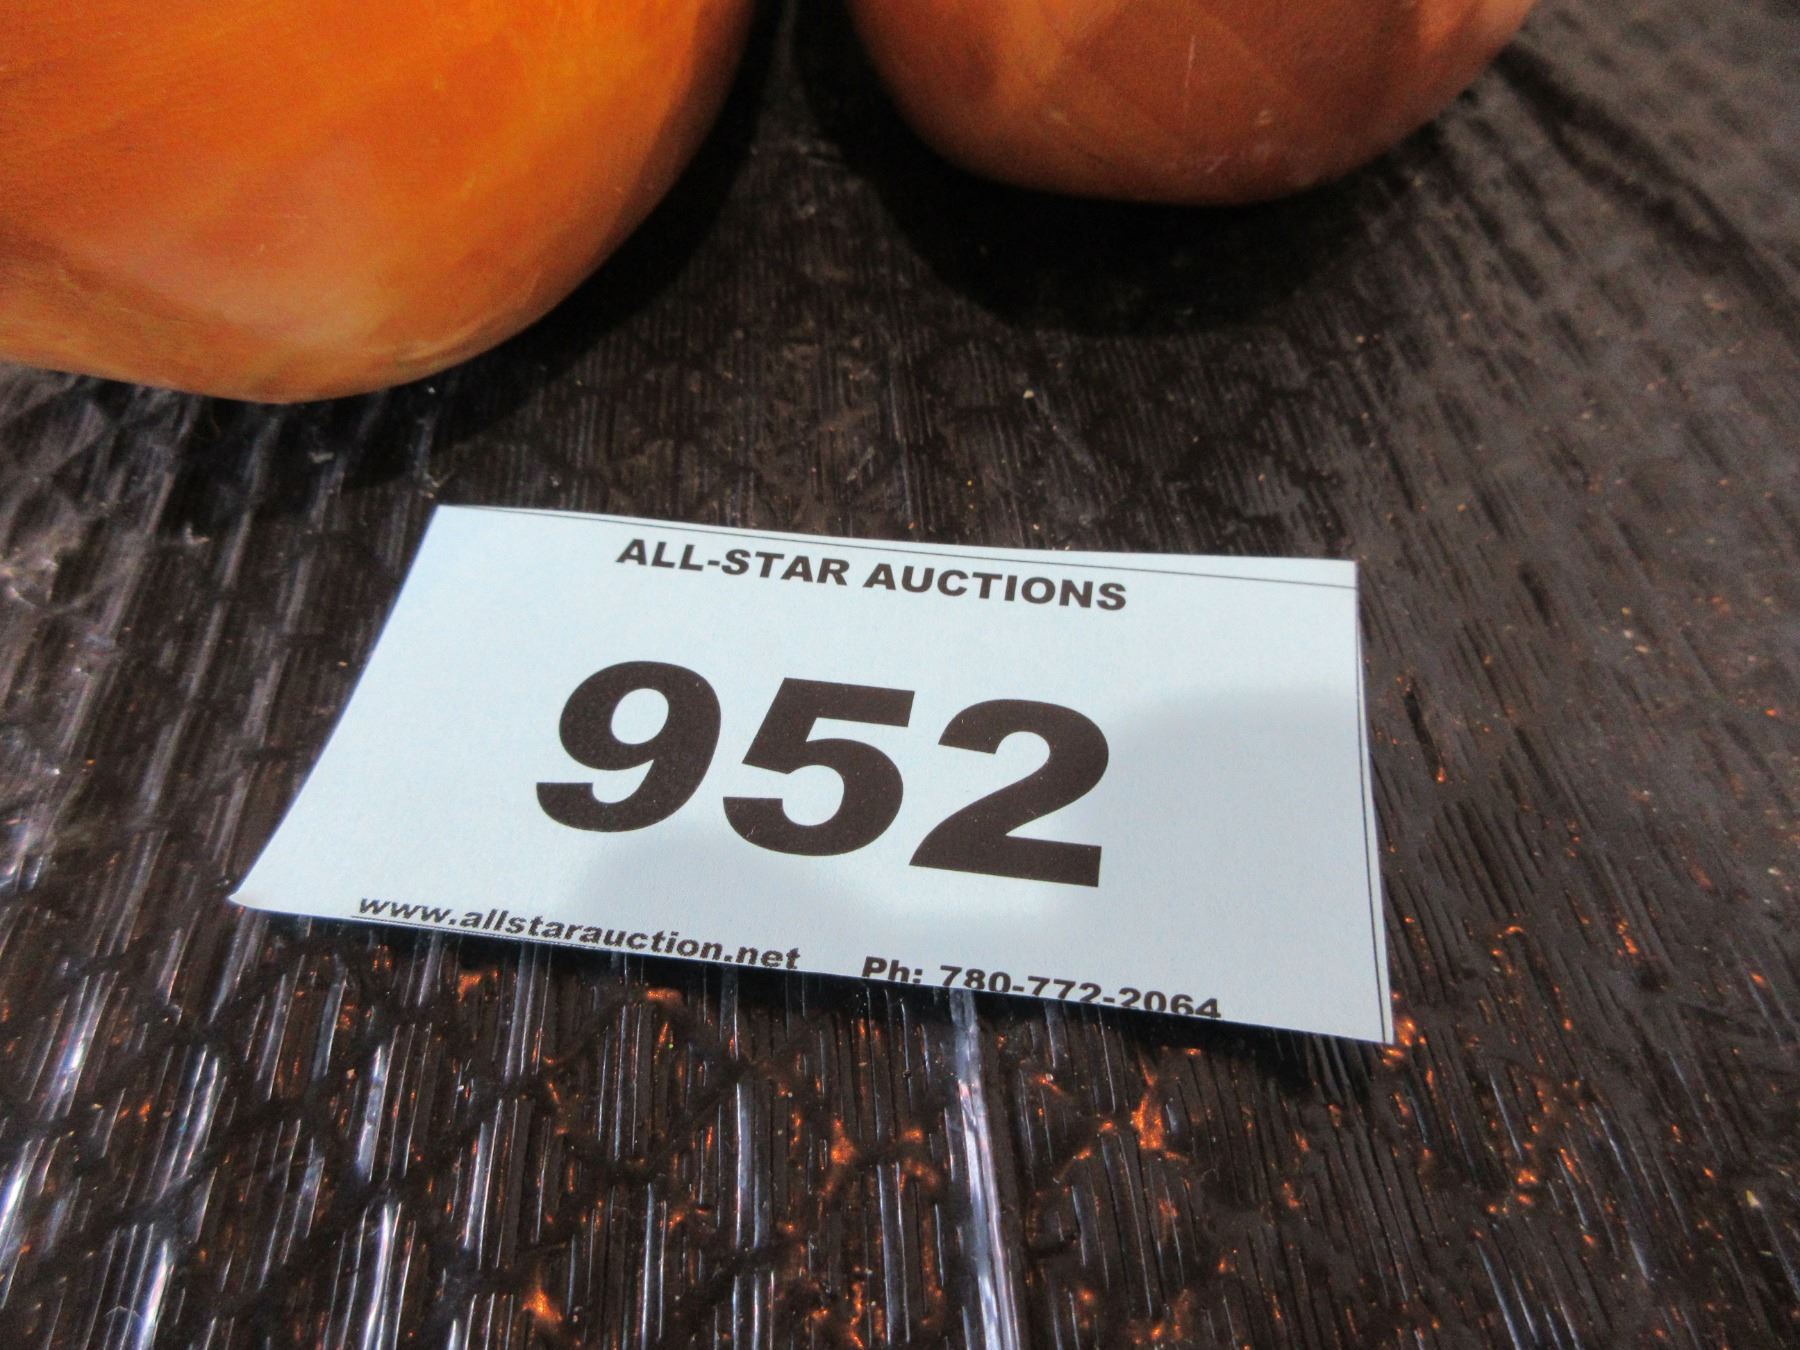 ALL-STAR AUCTIONS
952
www.allstarauction.net Ph: 780-772-2064